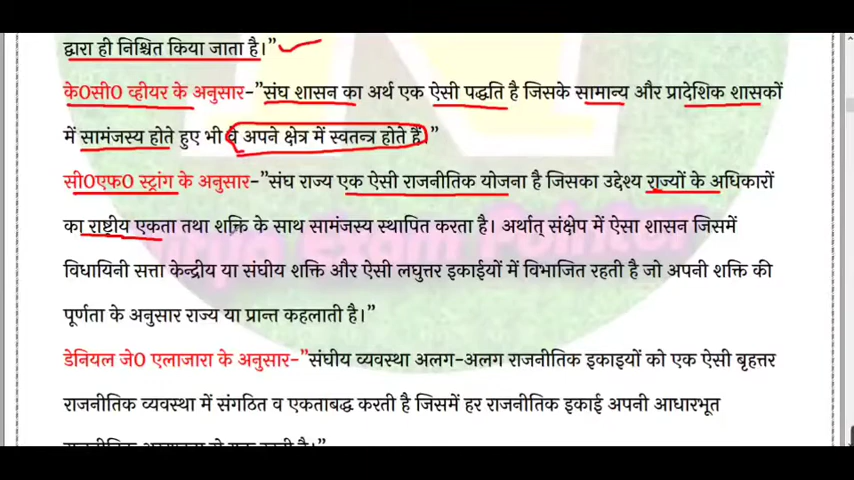 द्वारा ही निश्चित किया जाता है।”
के0सी0 व्हीयर के अनुसार-”संघ शासन का अर्थ एक ऐसी पद्धति है जिसके सामान्य और प्रादेशिक शासकों
में सामंजस्य होते हुए भी वे अपने क्षेत्र में स्वतन्त्र होते हैं।”
सी0एफ0 स्ट्रांग के अनुसार-”संघ राज्य एक ऐसी राजनीतिक योजना है जिसका उद्देश्य राज्यों के अधिकारों
का राष्ट्रीय एकता तथा शक्ति के साथ सामंजस्य स्थापित करता है। अर्थात् संक्षेप में ऐसा शासन जिसमें
विधायिनी सत्ता केन्द्रीय या संघीय शक्ति और ऐसी लघुत्तर इकाईयों में विभाजित रहती है जो अपनी शक्ति की
पूर्णता के अनुसार राज्य या प्रान्त कहलाती है।”
डेनियल जे0 एलाजारा के अनुसार-”संघीय व्यवस्था अलग-अलग राजनीतिक इकाइयों को एक ऐसी बृहत्तर
राजनीतिक व्यवस्था में संगठित व एकताबद्ध करती है जिसमें हर राजनीतिक इकाई अपनी आधारभूत